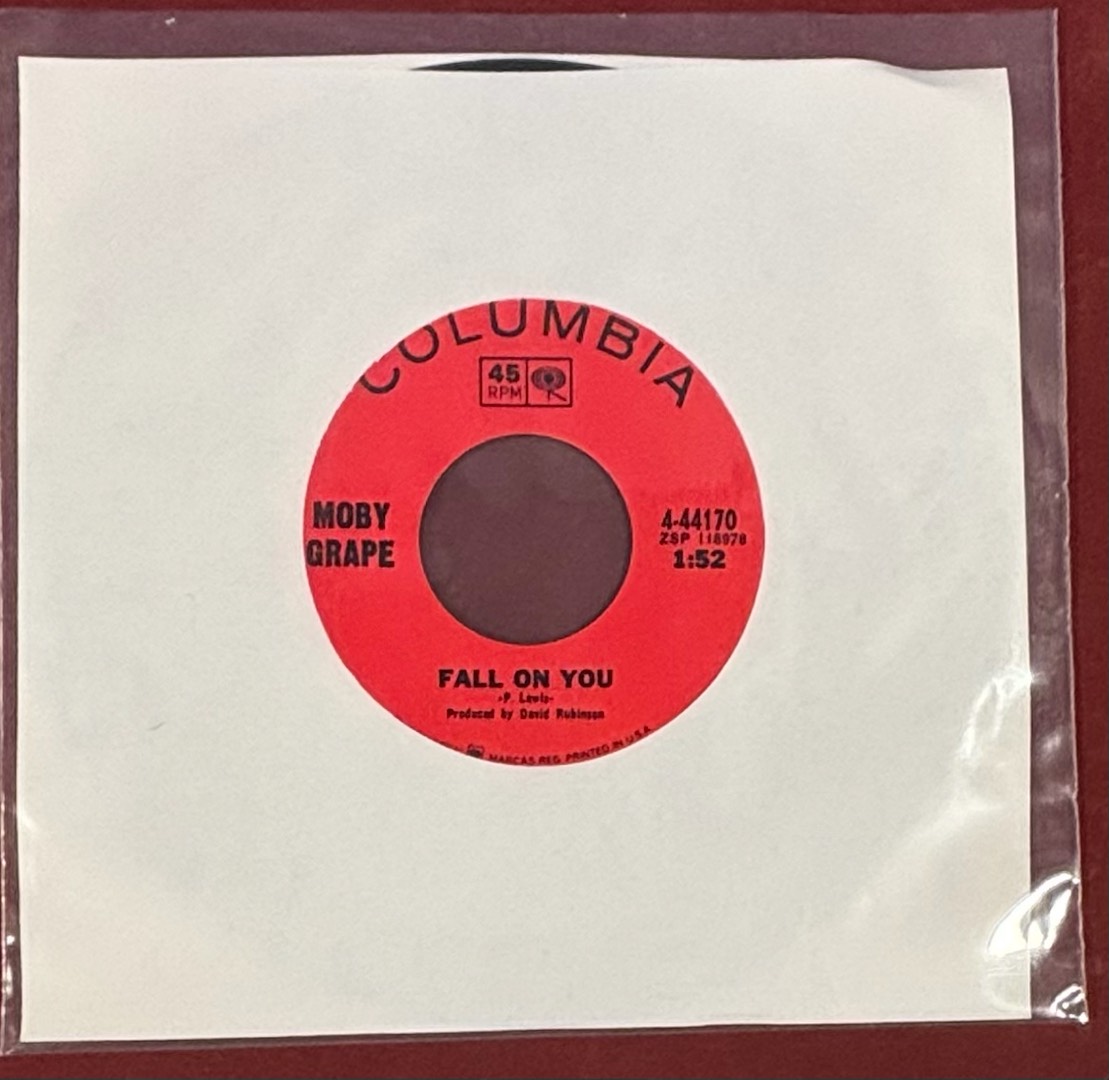 COLUMBIA
45
RPM
MOBY
GRAPE
4-44170
ZSP 118978
1:52
FALL ON YOU
-P. Lewis-
Produced by David Rubinson
MARCAS REG. PRINTED IN U.S.A.